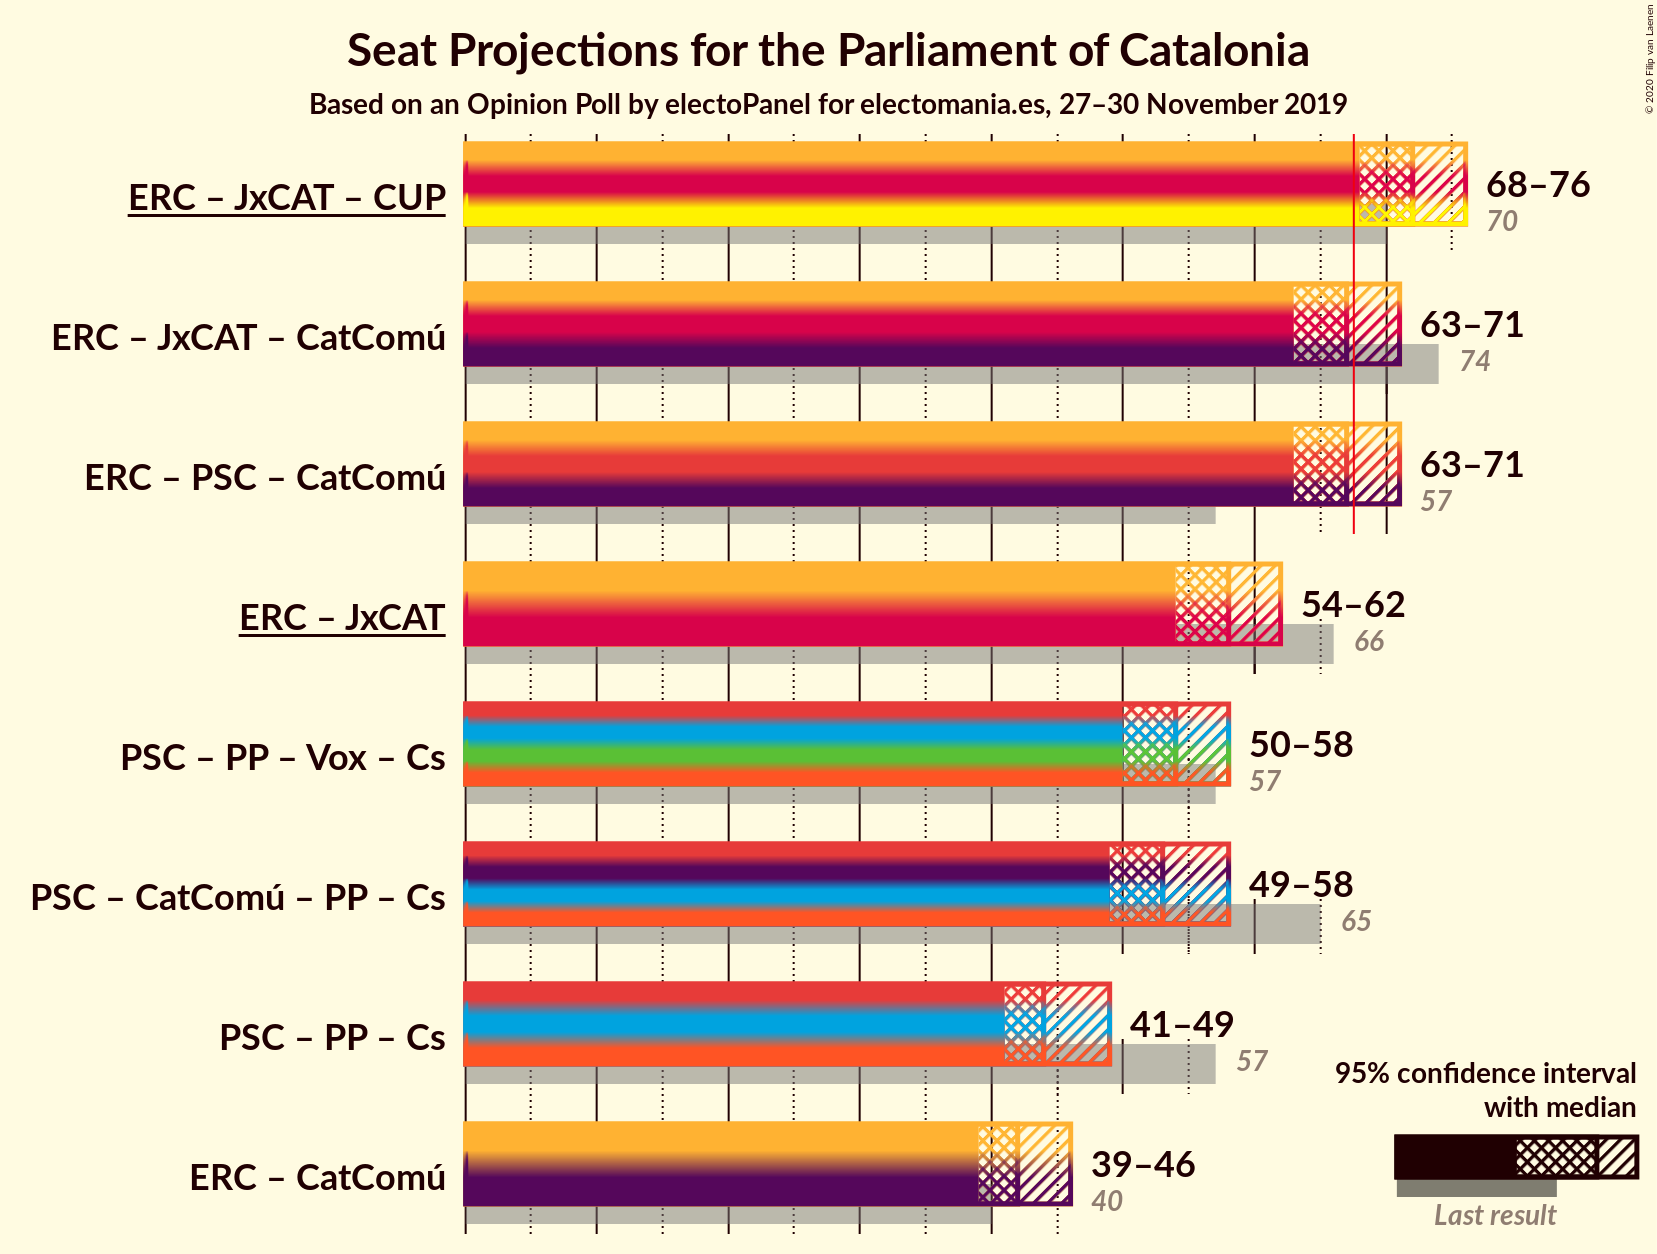 Seat Projections for the Parliament of Catalonia
Based on an Opinion Poll by electoPanel for electomania.es, 27–30 November 2019
© 2020 Filip van Laenen
ERC – JxCAT – CUP
68–76
70
ERC – JxCAT – CatComú
63–71
74
ERC – PSC – CatComú
63–71
57
ERC – JxCAT
54–62
66
PSC – PP – Vox – Cs
50–58
57
PSC – CatComú – PP – Cs
49–58
65
PSC – PP – Cs
41–49
57
ERC – CatComú
39–46
40
95% confidence interval
with median
Last result